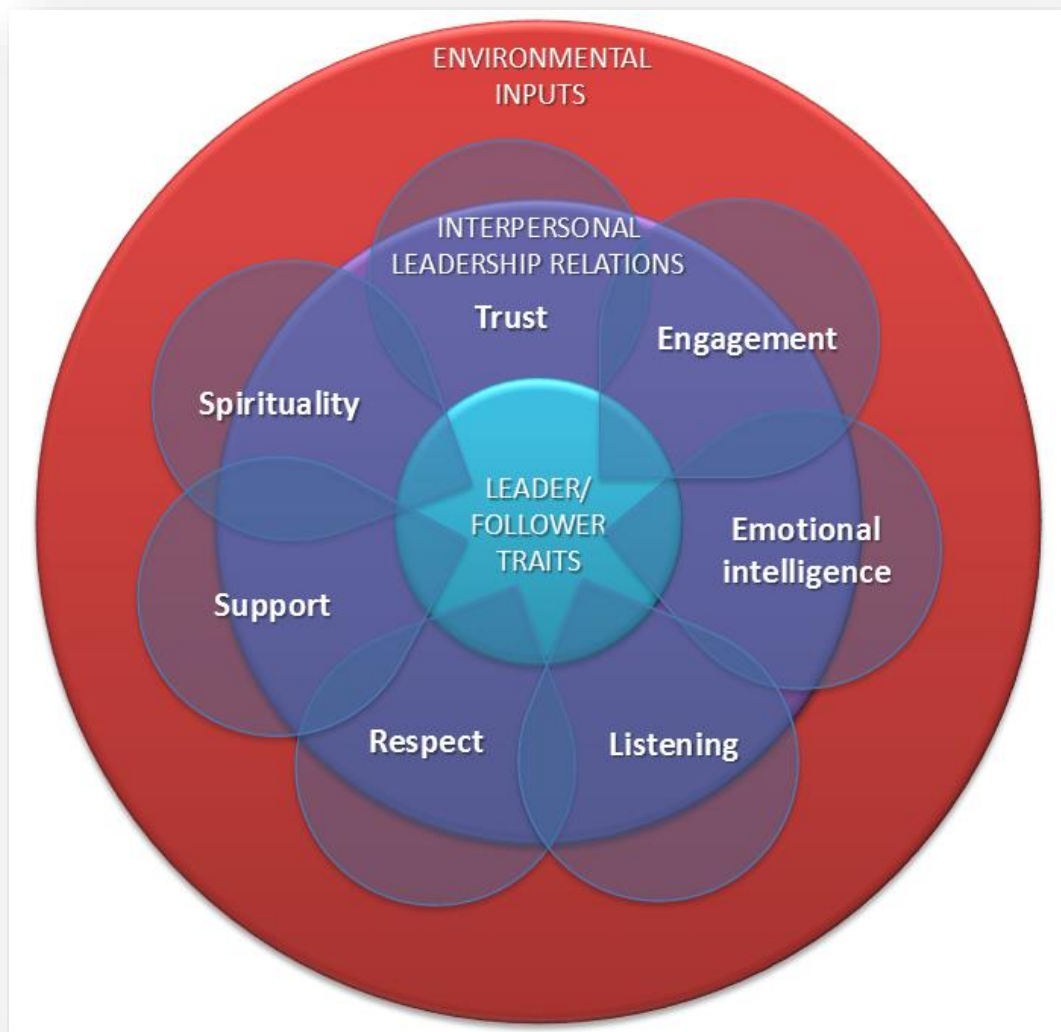 ENVIRONMENTAL
INPUTS
INTERPERSONAL
LEADERSHIP RELATIONS
Trust
Engagement
Spirituality
LEADER/
FOLLOWER
TRAITS
Emotional
intelligence
Support
Respect
Listening